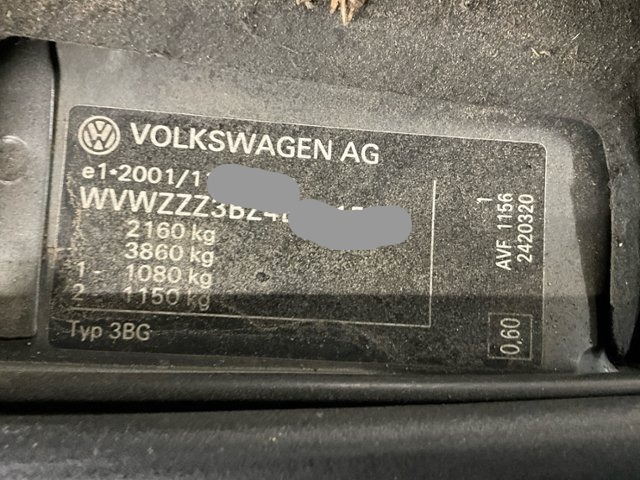 VOLKSWAGEN AG
e1*2001/1
WVWZZZ3BZ4
2160 kg
3860 kg
1 - 1080 kg
2 - 1150 kg
Typ 3BG
1
AVF 1156
2420320
0,60